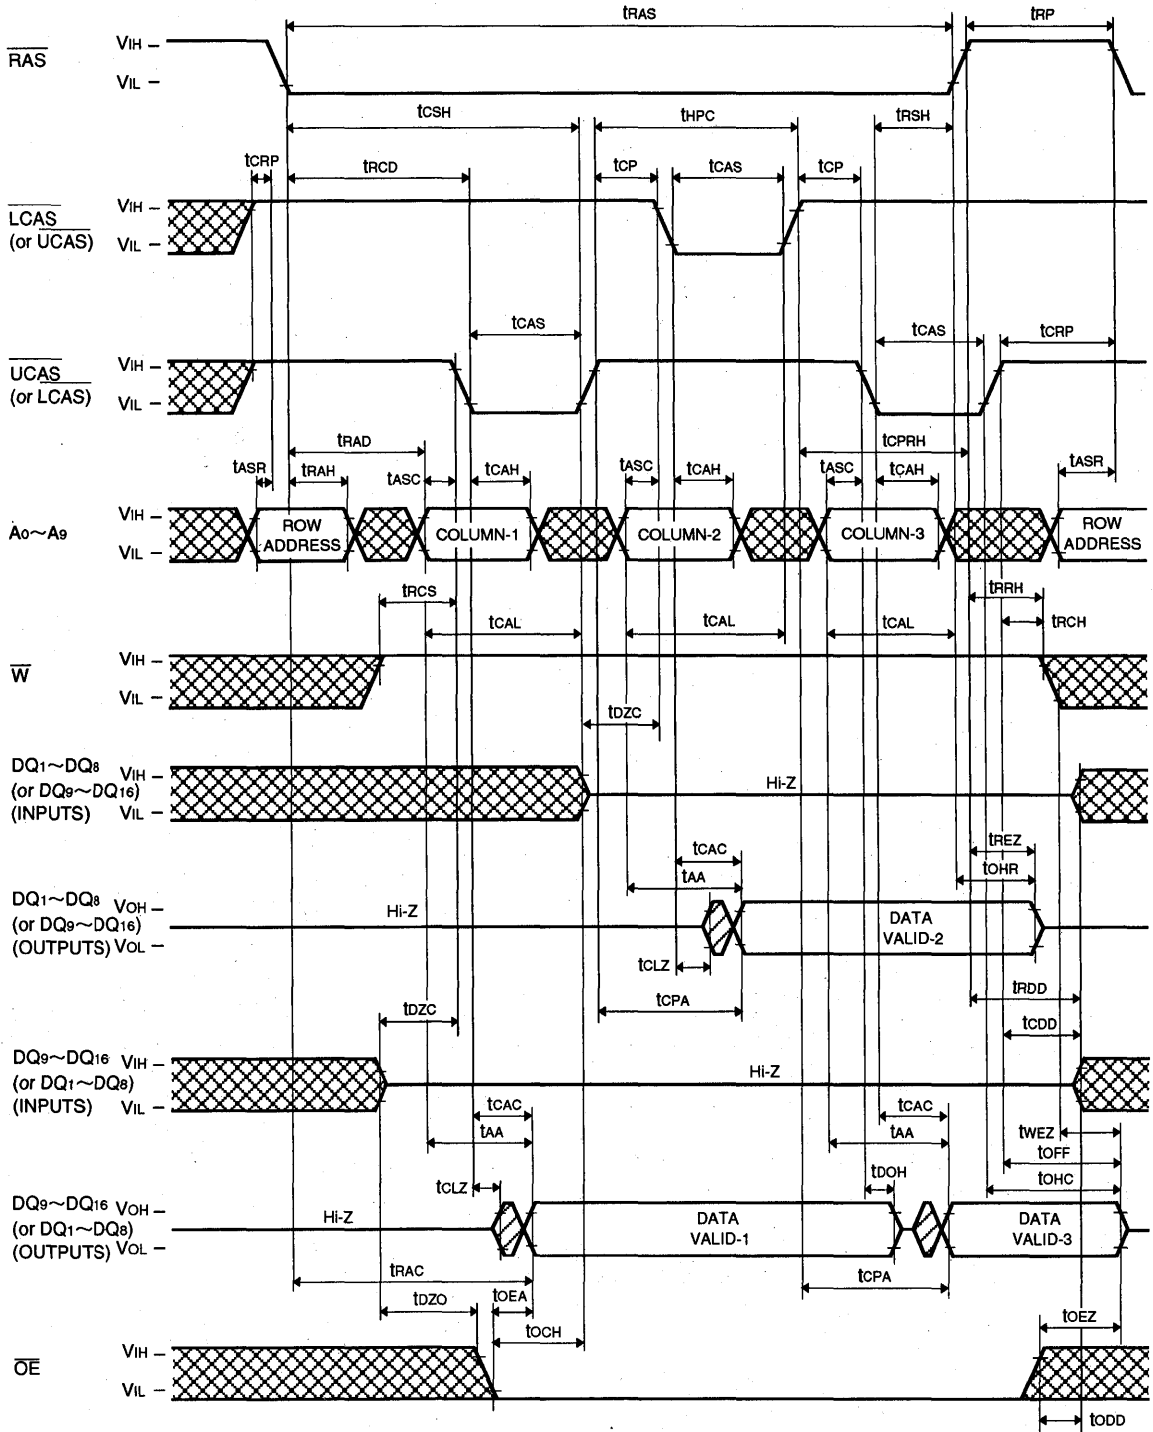 tRAS
tRP
RAS
VIH
VIL
tCSH
tHPC
tRSH
tCRP
tRCD
tCP
tCAS
tCP
LCAS
(or UCAS)
VIH
VIL
tCAS
tCAS
tCRP
UCAS
(or LCAS)
VIH
VIL
tRAD
tCPRH
tASR
tRAH
tASC
tCAH
tASC
tCAH
tASC
tCAH
tASR
A0~A9
VIH
VIL
ROW
ADDRESS
COLUMN-1
COLUMN-2
COLUMN-3
ROW
ADDRESS
tRCS
tRRH
tCAL
tCAL
tCAL
tRCH
W
VIH
VIL
tDZC
DQ1~DQ8
(or DQ9~DQ16)
(INPUTS)
VIH
VIL
Hi-Z
tCAC
tREZ
tAA
tOHR
DQ1~DQ8
(or DQ9~DQ16)
(OUTPUTS)
VOH
VOL
Hi-Z
DATA
VALID-2
tCLZ
tRDD
tCPA
tDZC
tCDD
DQ9~DQ16
(or DQ1~DQ8)
(INPUTS)
VIH
VIL
Hi-Z
tCAC
tCAC
tAA
tAA
tWEZ
tOFF
tCLZ
tDOH
tOHC
DQ9~DQ16
(or DQ1~DQ8)
(OUTPUTS)
VOH
VOL
Hi-Z
DATA
VALID-1
DATA
VALID-3
tRAC
tCPA
tDZO
tOEA
tOCH
tOEZ
OE
VIH
VIL
tODD